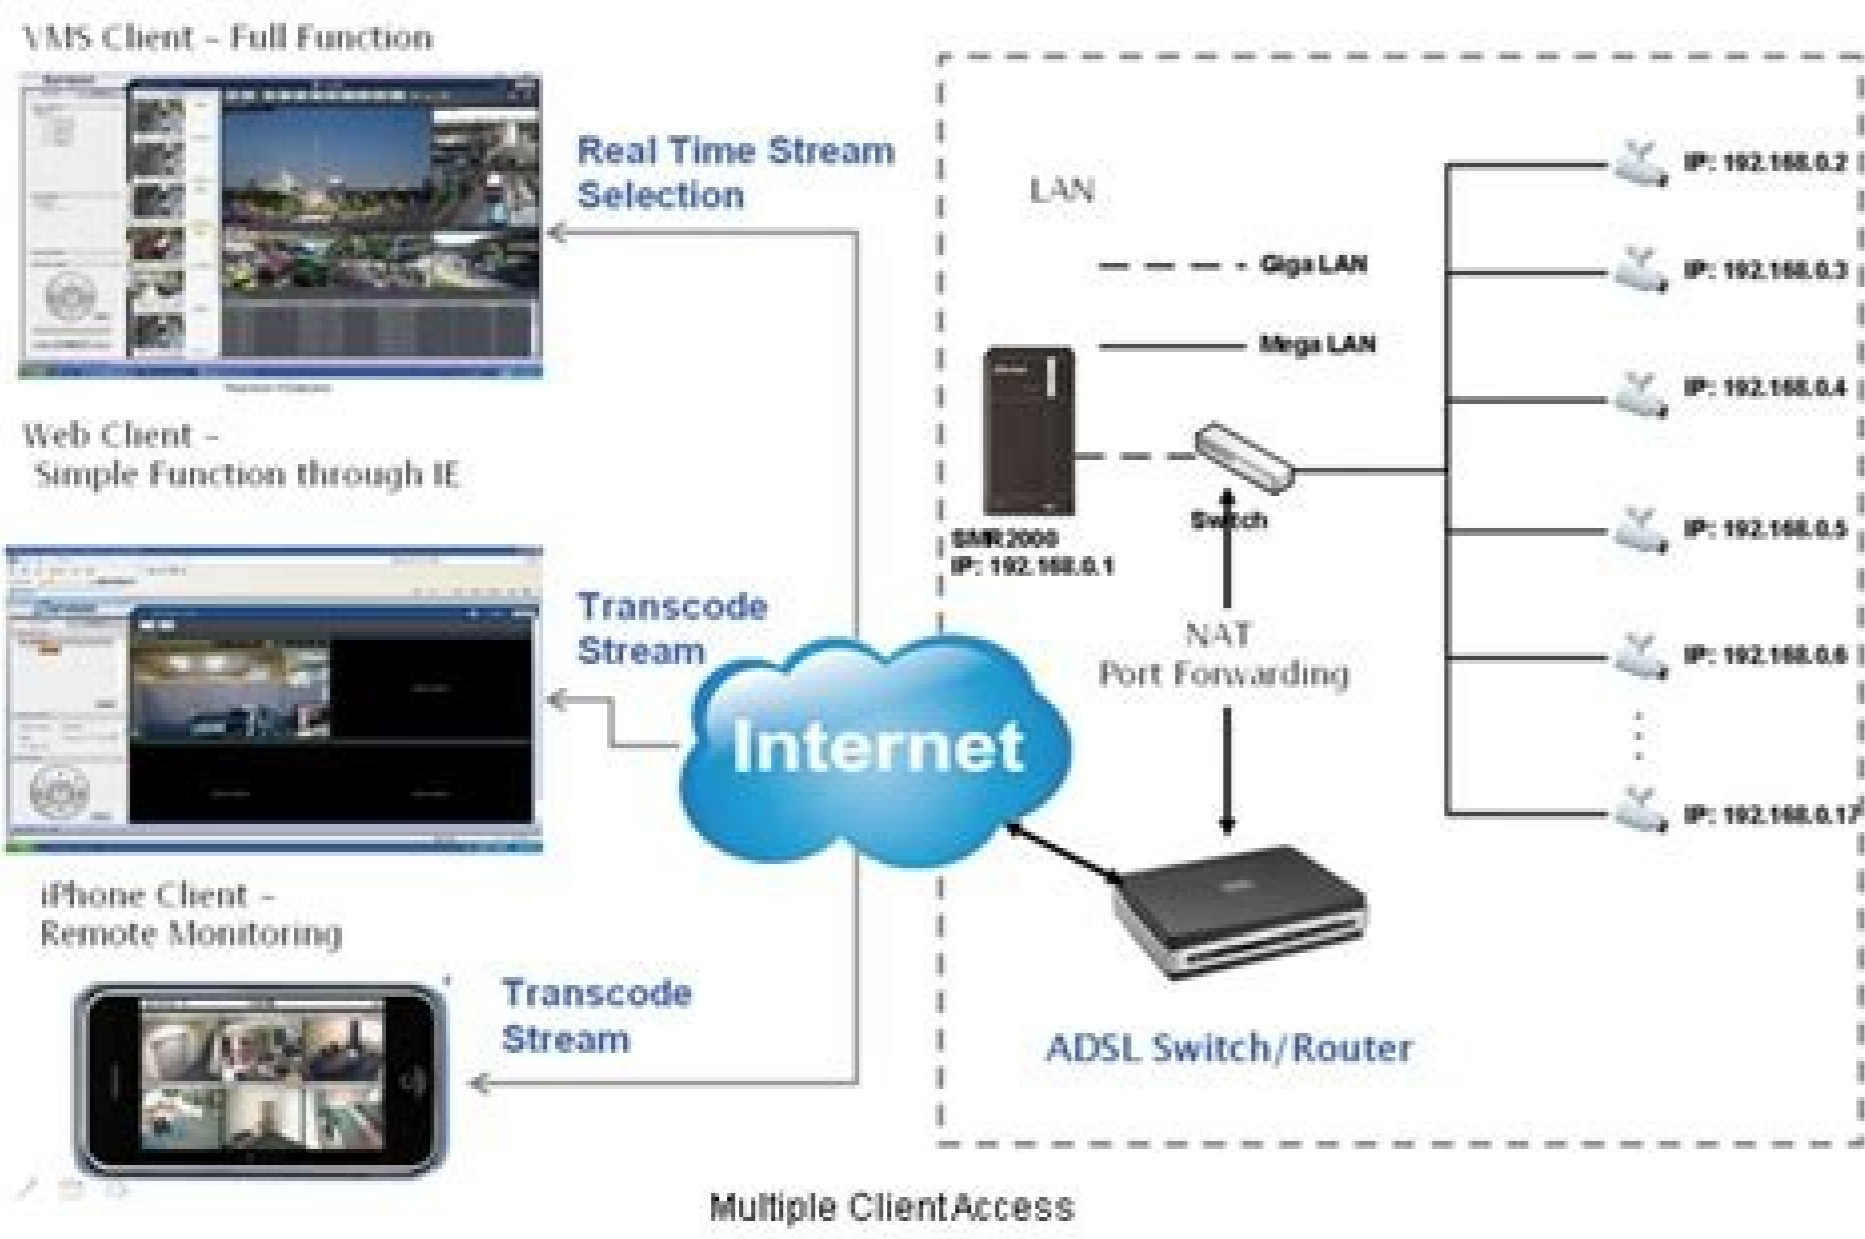 VMS Client – Full Function
Real Time Stream
Selection
Web Client –
Simple Function through IE
Transcode
Stream
iPhone Client –
Remote Monitoring
Transcode
Stream
Internet
LAN
Giga LAN
Mega LAN
SMR2000
IP: 192.168.0.1
Switch
NAT
Port Forwarding
ADSL Switch/Router
IP: 192.168.0.2
IP: 192.168.0.3
IP: 192.168.0.4
IP: 192.168.0.5
IP: 192.168.0.6
IP: 192.168.0.17
Multiple Client Access